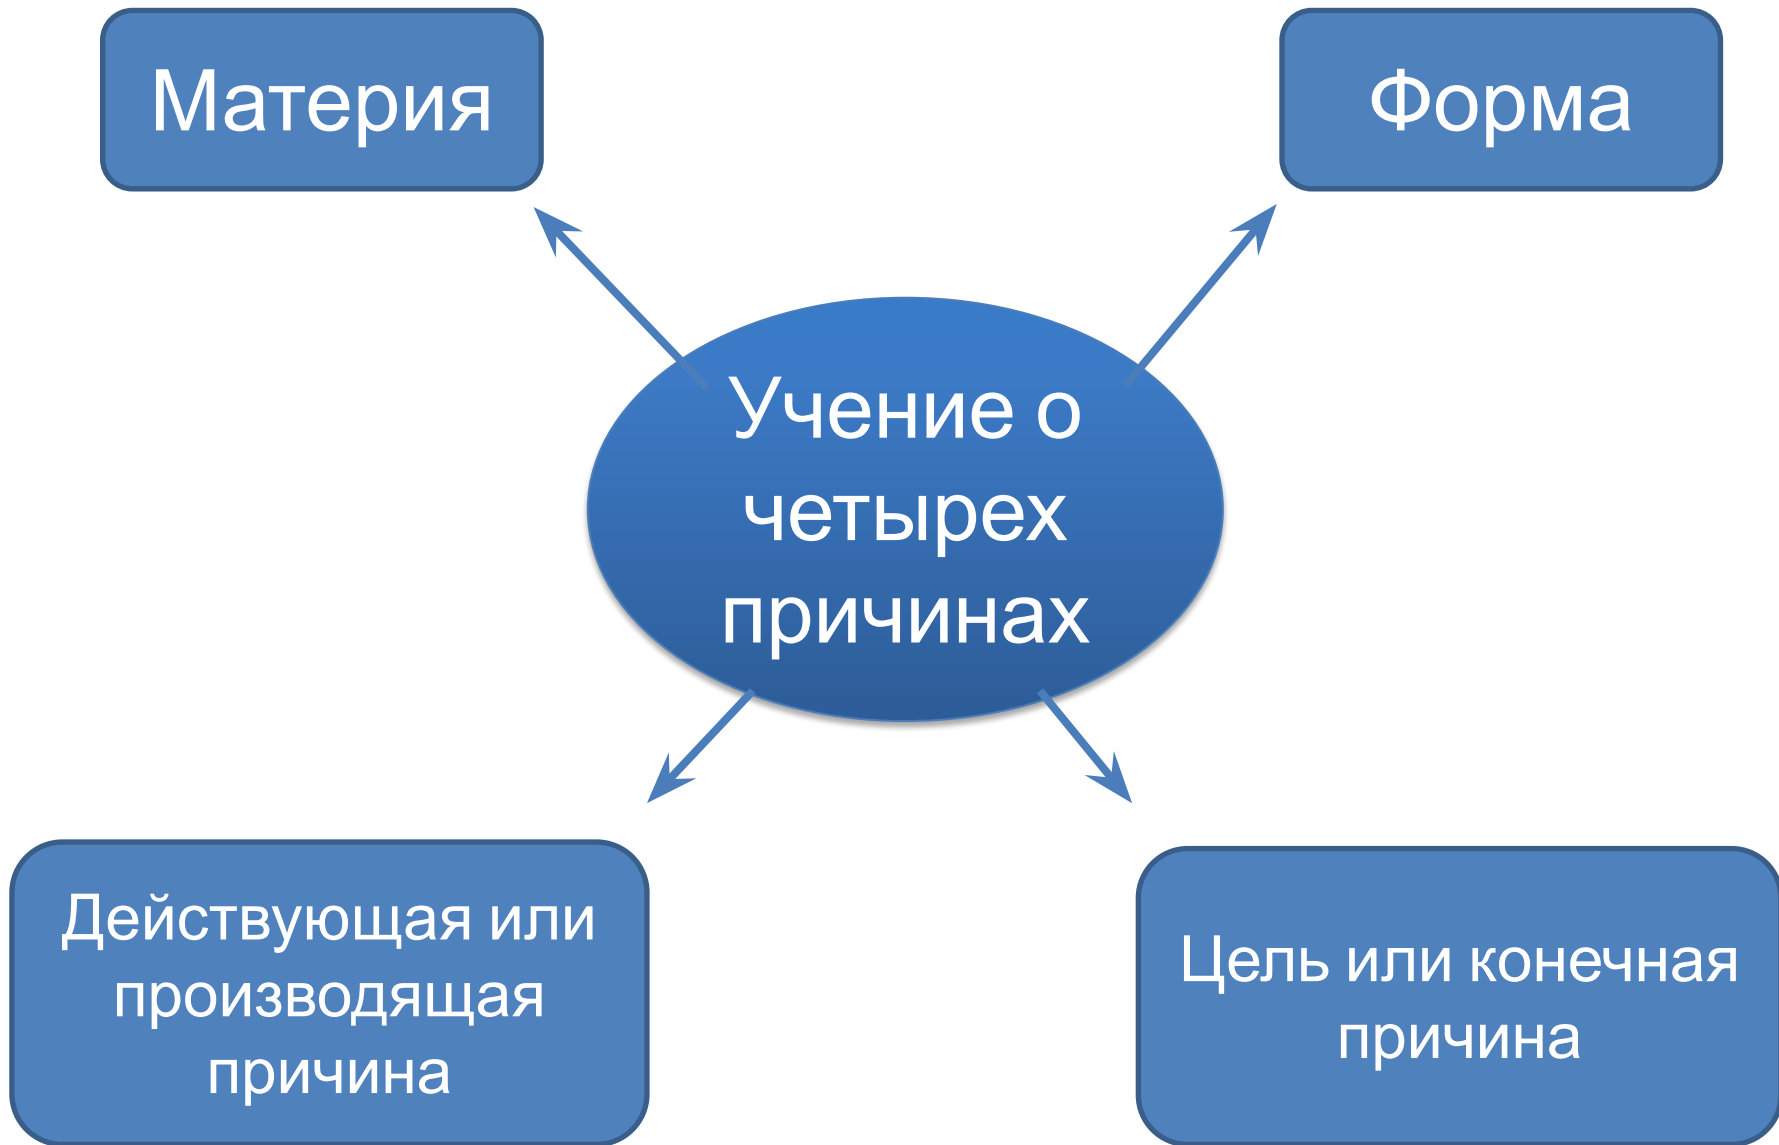 Материя
Форма
Учение о
четырех
причинах
Действующая или
производящая
причина
Цель или конечная
причина